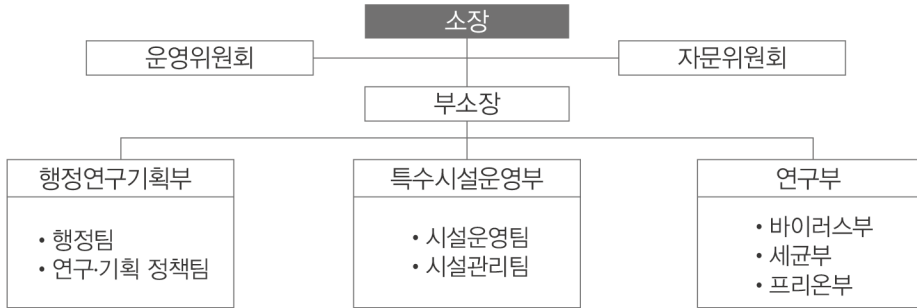 소장
운영위원회
자문위원회
부소장
행정연구기획부
• 행정팀
• 연구·기획 정책팀
특수시설운영부
• 시설운영팀
• 시설관리팀
연구부
• 바이러스부
• 세균부
• 프리온부